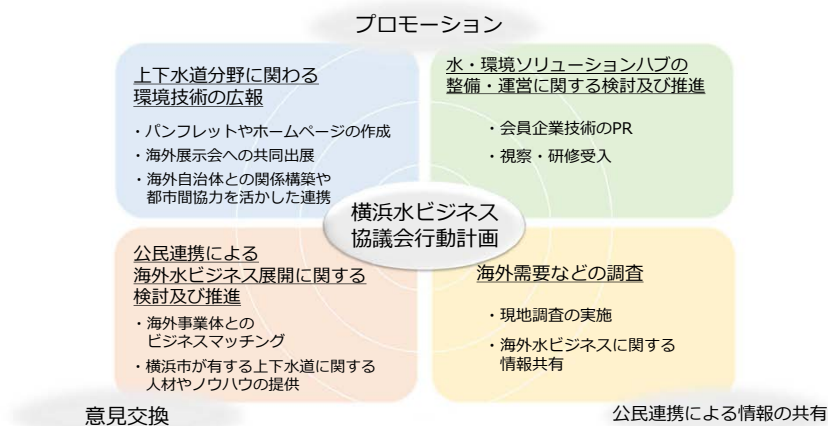 プロモーション
上下水道分野に関わる
環境技術の広報
・パンフレットやホームページの作成
・海外展示会への共同出展
・海外自治体との関係構築や
都市間協力を活かした連携
水・環境ソリューションハブの
整備・運営に関する検討及び推進
・会員企業技術のPR
・視察・研修受入
横浜水ビジネス
協議会行動計画
公民連携による
海外水ビジネス展開に関する
検討及び推進
・海外事業体との
ビジネスマッチング
・横浜市が有する上下水道に関する
人材やノウハウの提供
海外需要などの調査
・現地調査の実施
・海外水ビジネスに関する
情報共有
意見交換
公民連携による情報の共有